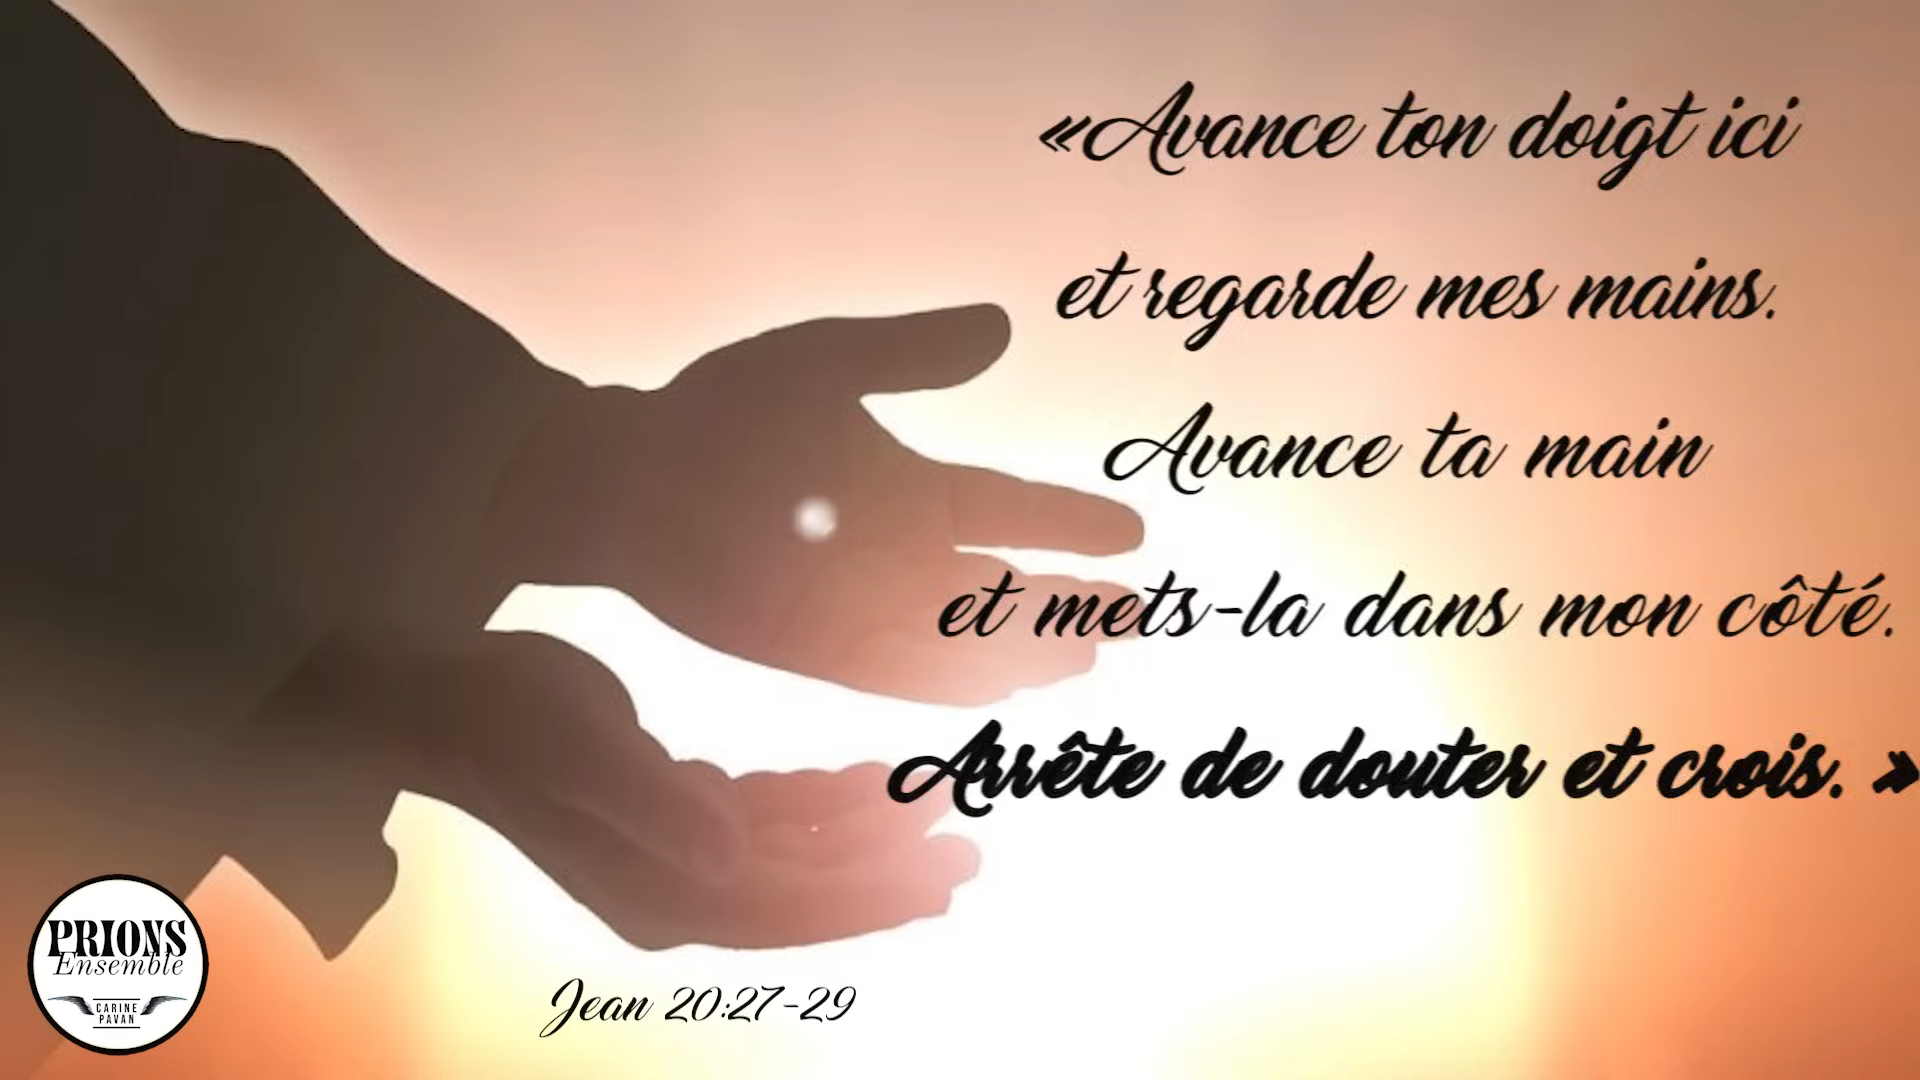 «Avance ton doigt ici
et regarde mes mains.
Avance ta main
et mets-la dans mon côté.
Arrête de douter et crois. »
Jean 20:27-29
PRIONS
Ensemble
CARINE
PAVAN